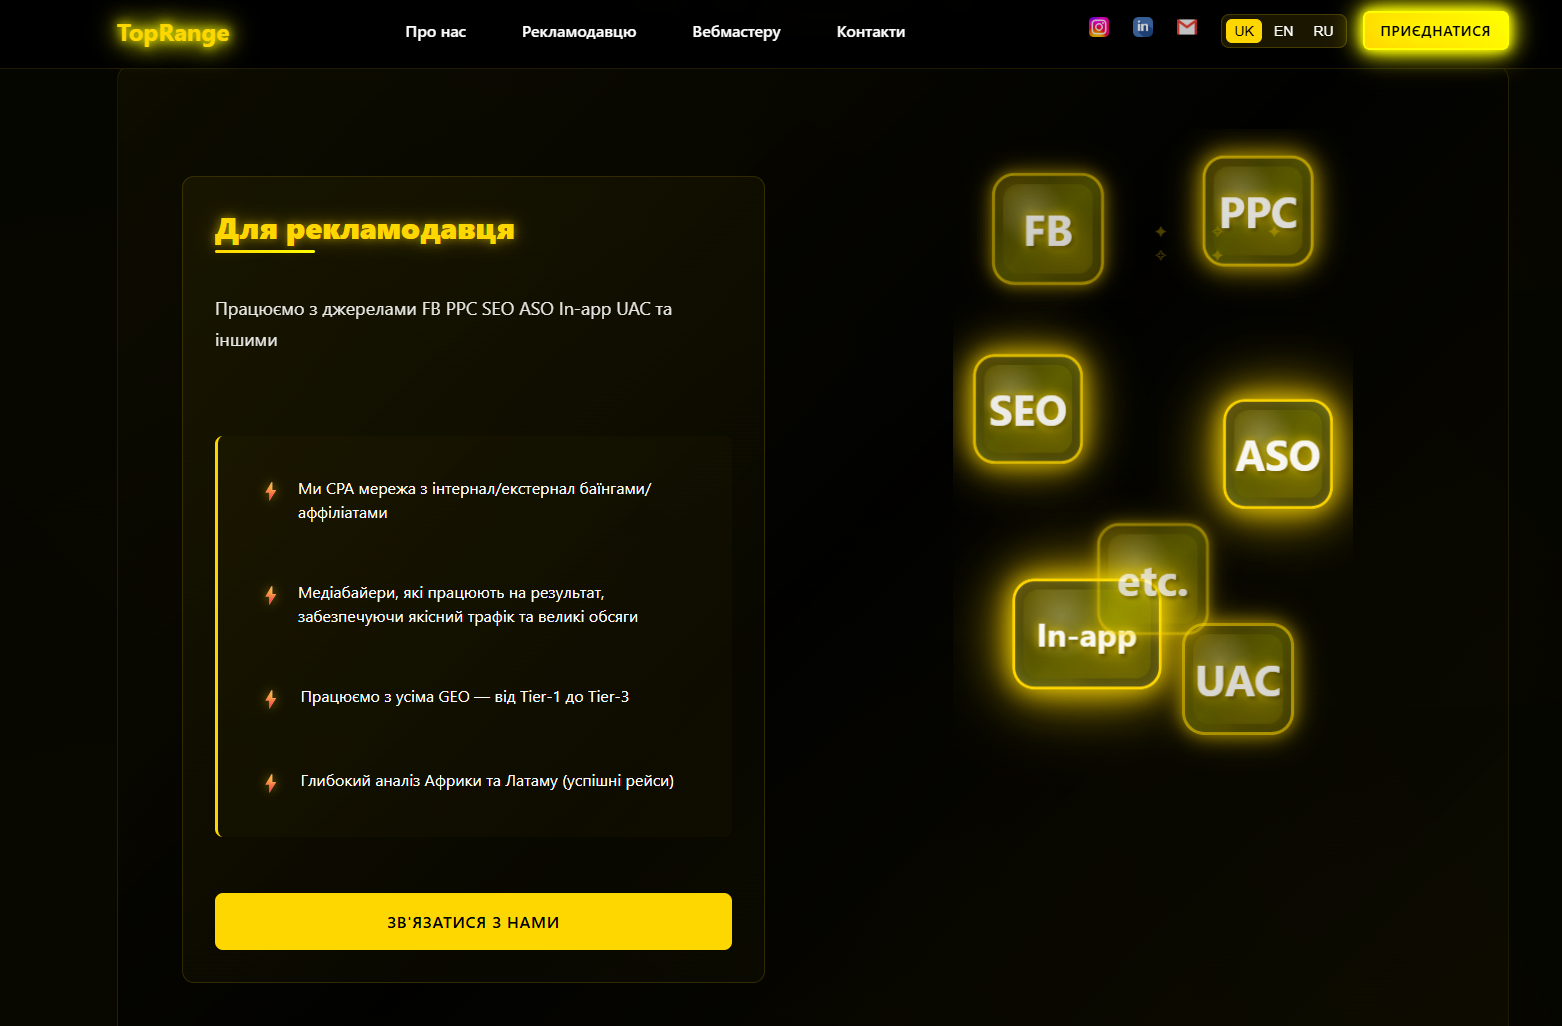 TopRange
Про нас
Рекламодавцю
Вебмастеру
Контакти
in
UK
EN
RU
ПРИЄДНАТИСЯ
Для рекламодавця
Працюємо з джерелами FB PPC SEO ASO In-app UAC та
іншими
Ми CPA мережа з інтернал/екстернал баїнгами/
аффіліатами
Медіабайери, які працюють на результат,
забезпечуючи якісний трафік та великі обсяги
Працюємо з усіма GEO — від Tier-1 до Tier-3
Глибокий аналіз Африки та Латаму (успішні рейси)
ЗВ'ЯЗАТИСЯ З НАМИ
FB
PPC
SEO
ASO
etc.
In-app
UAC